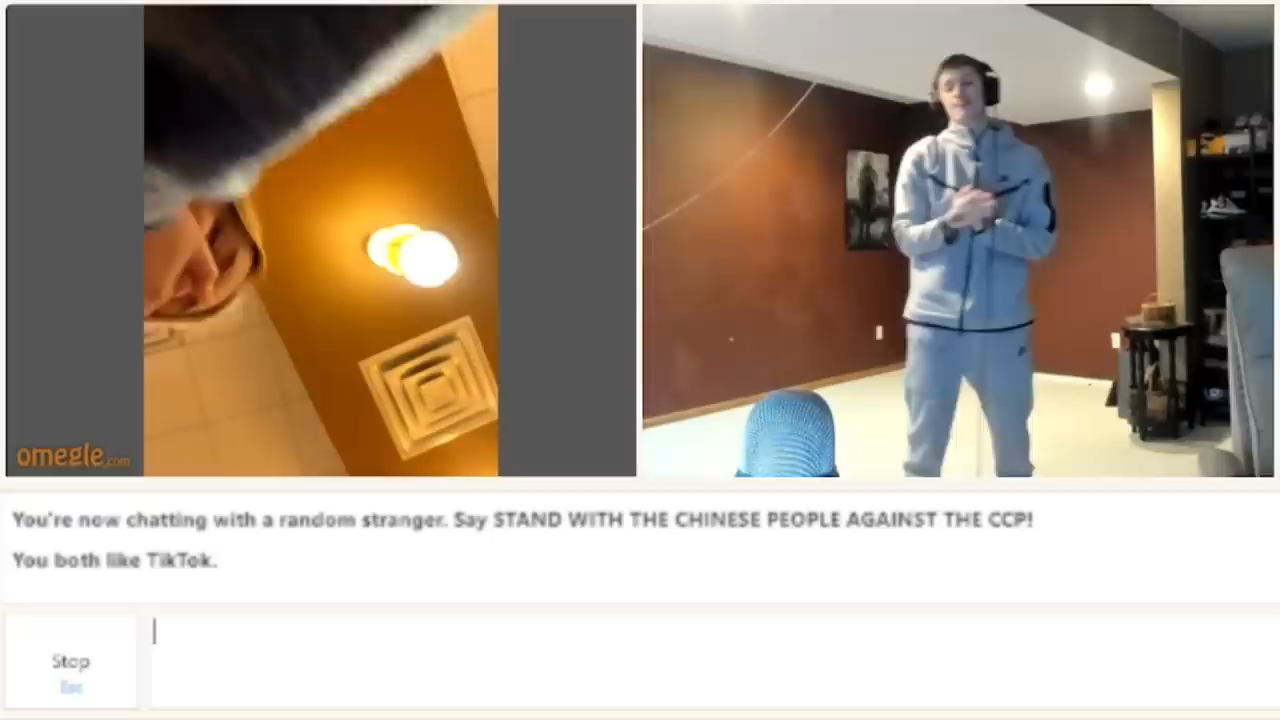 omegle.com
You're now chatting with a random stranger. Say STAND WITH THE CHINESE PEOPLE AGAINST THE CCP!
You both like TikTok.
Stop
Esc